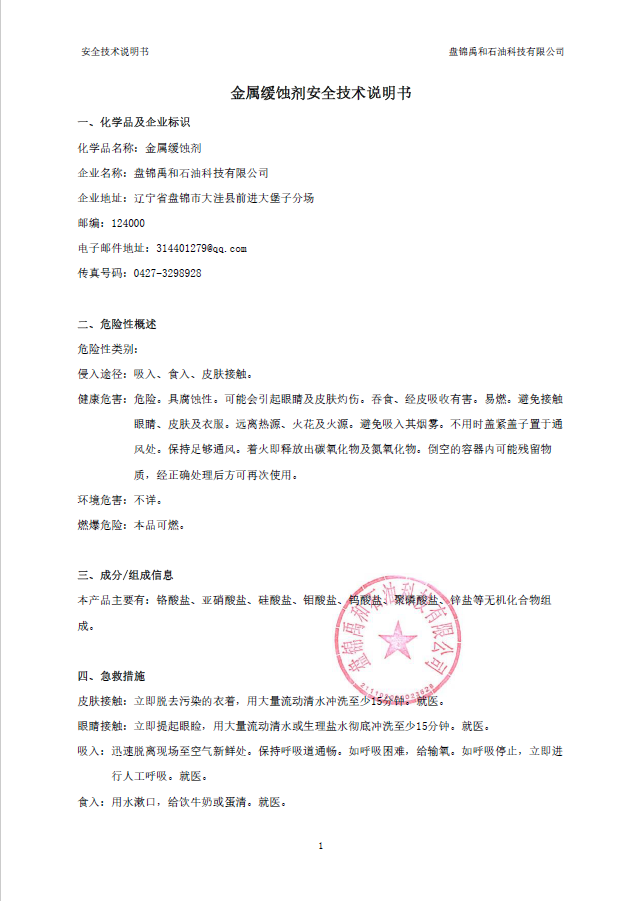 安全技术说明书 盘锦禹和石油科技有限公司
金属缓蚀剂安全技术说明书
一、化学品及企业标识
化学品名称：金属缓蚀剂
企业名称：盘锦禹和石油科技有限公司
企业地址：辽宁省盘锦市大洼县前进大堡子分场
邮编：124000
电子邮件地址：314401279@qq.com
传真号码：0427-3298928
二、危险性概述
危险性类别：
侵入途径：吸入、食入、皮肤接触。
健康危害：危险。具腐蚀性。可能会引起眼睛及皮肤灼伤。吞食、经皮吸收有害。易燃。避免接触
眼睛、皮肤及衣服。远离热源、火花及火源。避免吸入其烟雾。不用时盖紧盖子置于通
风处。保持足够通风。着火即释放出碳氧化物及氮氧化物。倒空的容器内可能残留物
质，经正确处理后方可再次使用。
环境危害：不详。
燃爆危险：本品可燃。
三、成分/组成信息
本产品主要有：铬酸盐、亚硝酸盐、硅酸盐、钼酸盐、钨酸盐、聚磷酸盐、锌盐等无机化合物组
成。
盘锦禹和石油科技有限公司
四、急救措施
皮肤接触：立即脱去污染的衣着，用大量流动清水冲洗至少15分钟。就医。
眼睛接触：立即提起眼睑，用大量流动清水或生理盐水彻底冲洗至少15分钟。就医。
吸入：迅速脱离现场至空气新鲜处。保持呼吸道通畅。如呼吸困难，给输氧。如呼吸停止，立即进
行人工呼吸。就医。
食入：用水漱口，给饮牛奶或蛋清。就医。
1